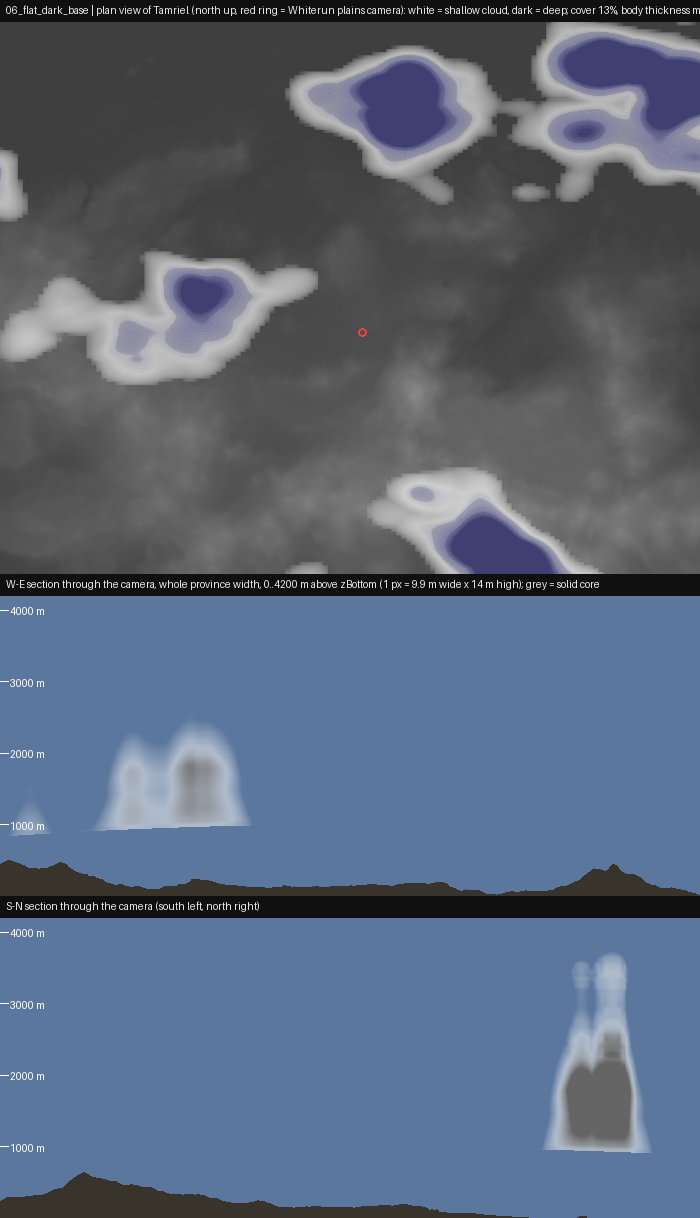 06_flat_dark_base | plan view of Tamriel (north up, red ring = Whiterun plains camera): white = shallow cloud, dark = deep; cover 13%, body thickness m
W-E section through the camera, whole province width, 0..4200 m above zBottom (1 px = 9.9 m wide x 14 m high); grey = solid core
4000 m
3000 m
2000 m
1000 m
S-N section through the camera (south left, north right)
4000 m
3000 m
2000 m
1000 m